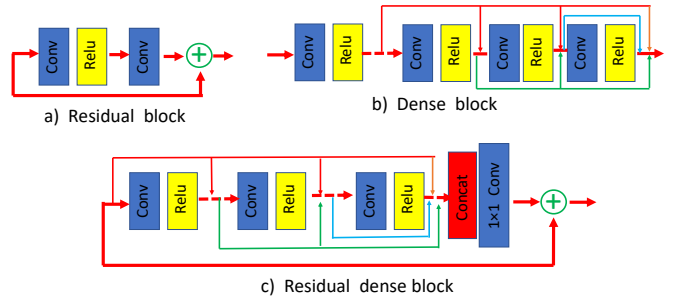 Conv Relu Conv +
a) Residual block
Conv Relu Conv Relu Conv Relu Conv Relu
b) Dense block
Conv Relu Conv Relu Conv Relu Concat 1×1 Conv +
c) Residual dense block